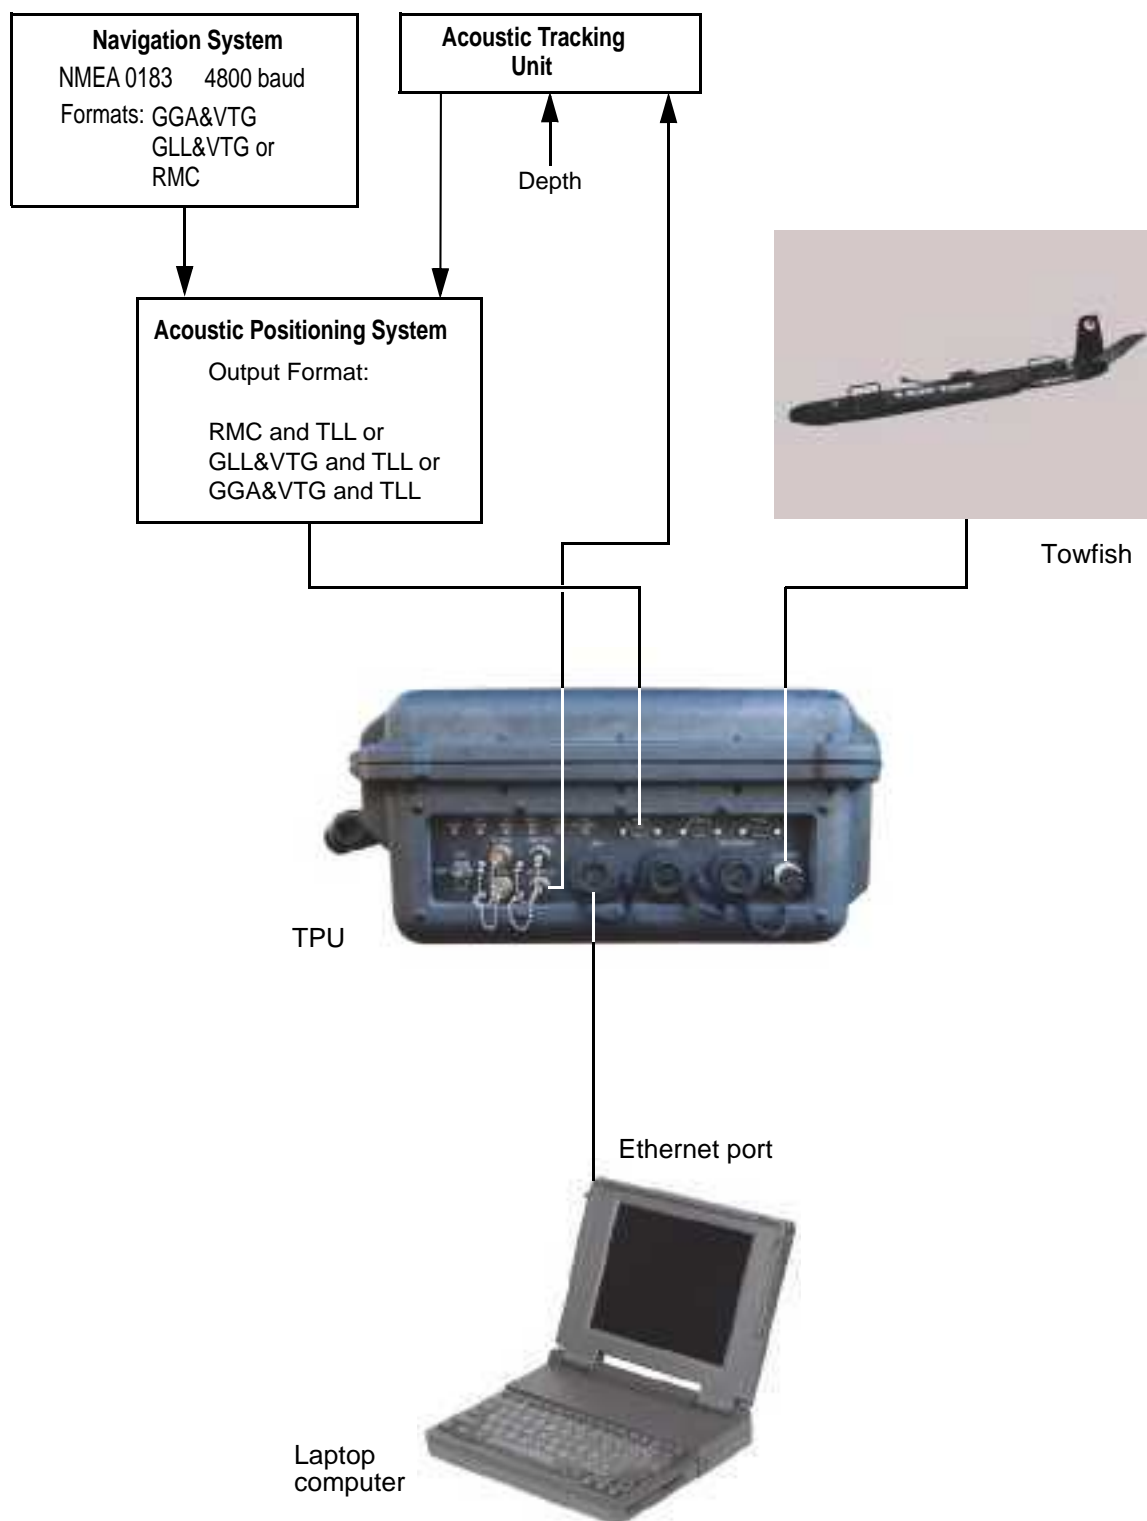 Navigation System
NMEA 0183 4800 baud
Formats: GGA&VTG
GLL&VTG or
RMC
Acoustic Tracking
Unit
Depth
Acoustic Positioning System
Output Format:
RMC and TLL or
GLL&VTG and TLL or
GGA&VTG and TLL
Towfish
TPU
Ethernet port
Laptop
computer